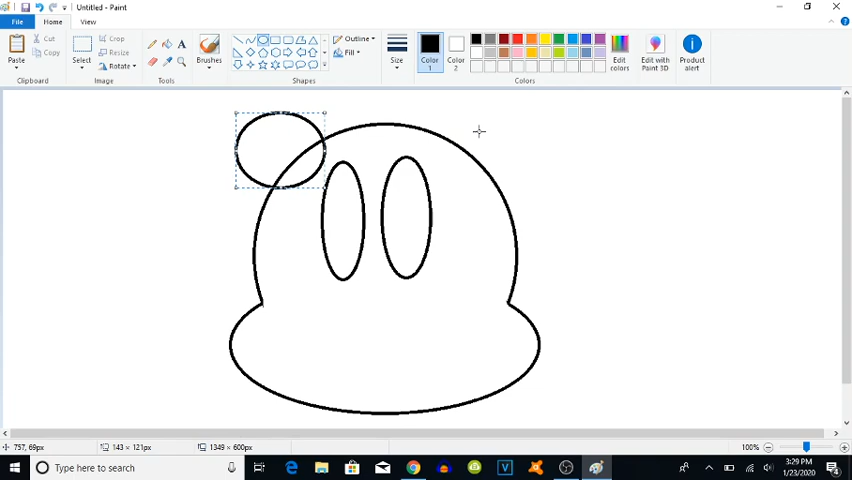 Untitled - Paint
File Home View
Paste
Cut
Copy
Clipboard
Select
Crop
Resize
Rotate
Image
A
Tools
Brushes
Outline
Fill
Shapes
Size
Color 1
Color 2
Colors
Edit colors
Edit with Paint 3D
Product alert
757, 69px
143 × 121px
1349 × 600px
100%
Type here to search
V
3:29 PM
1/23/2020
4